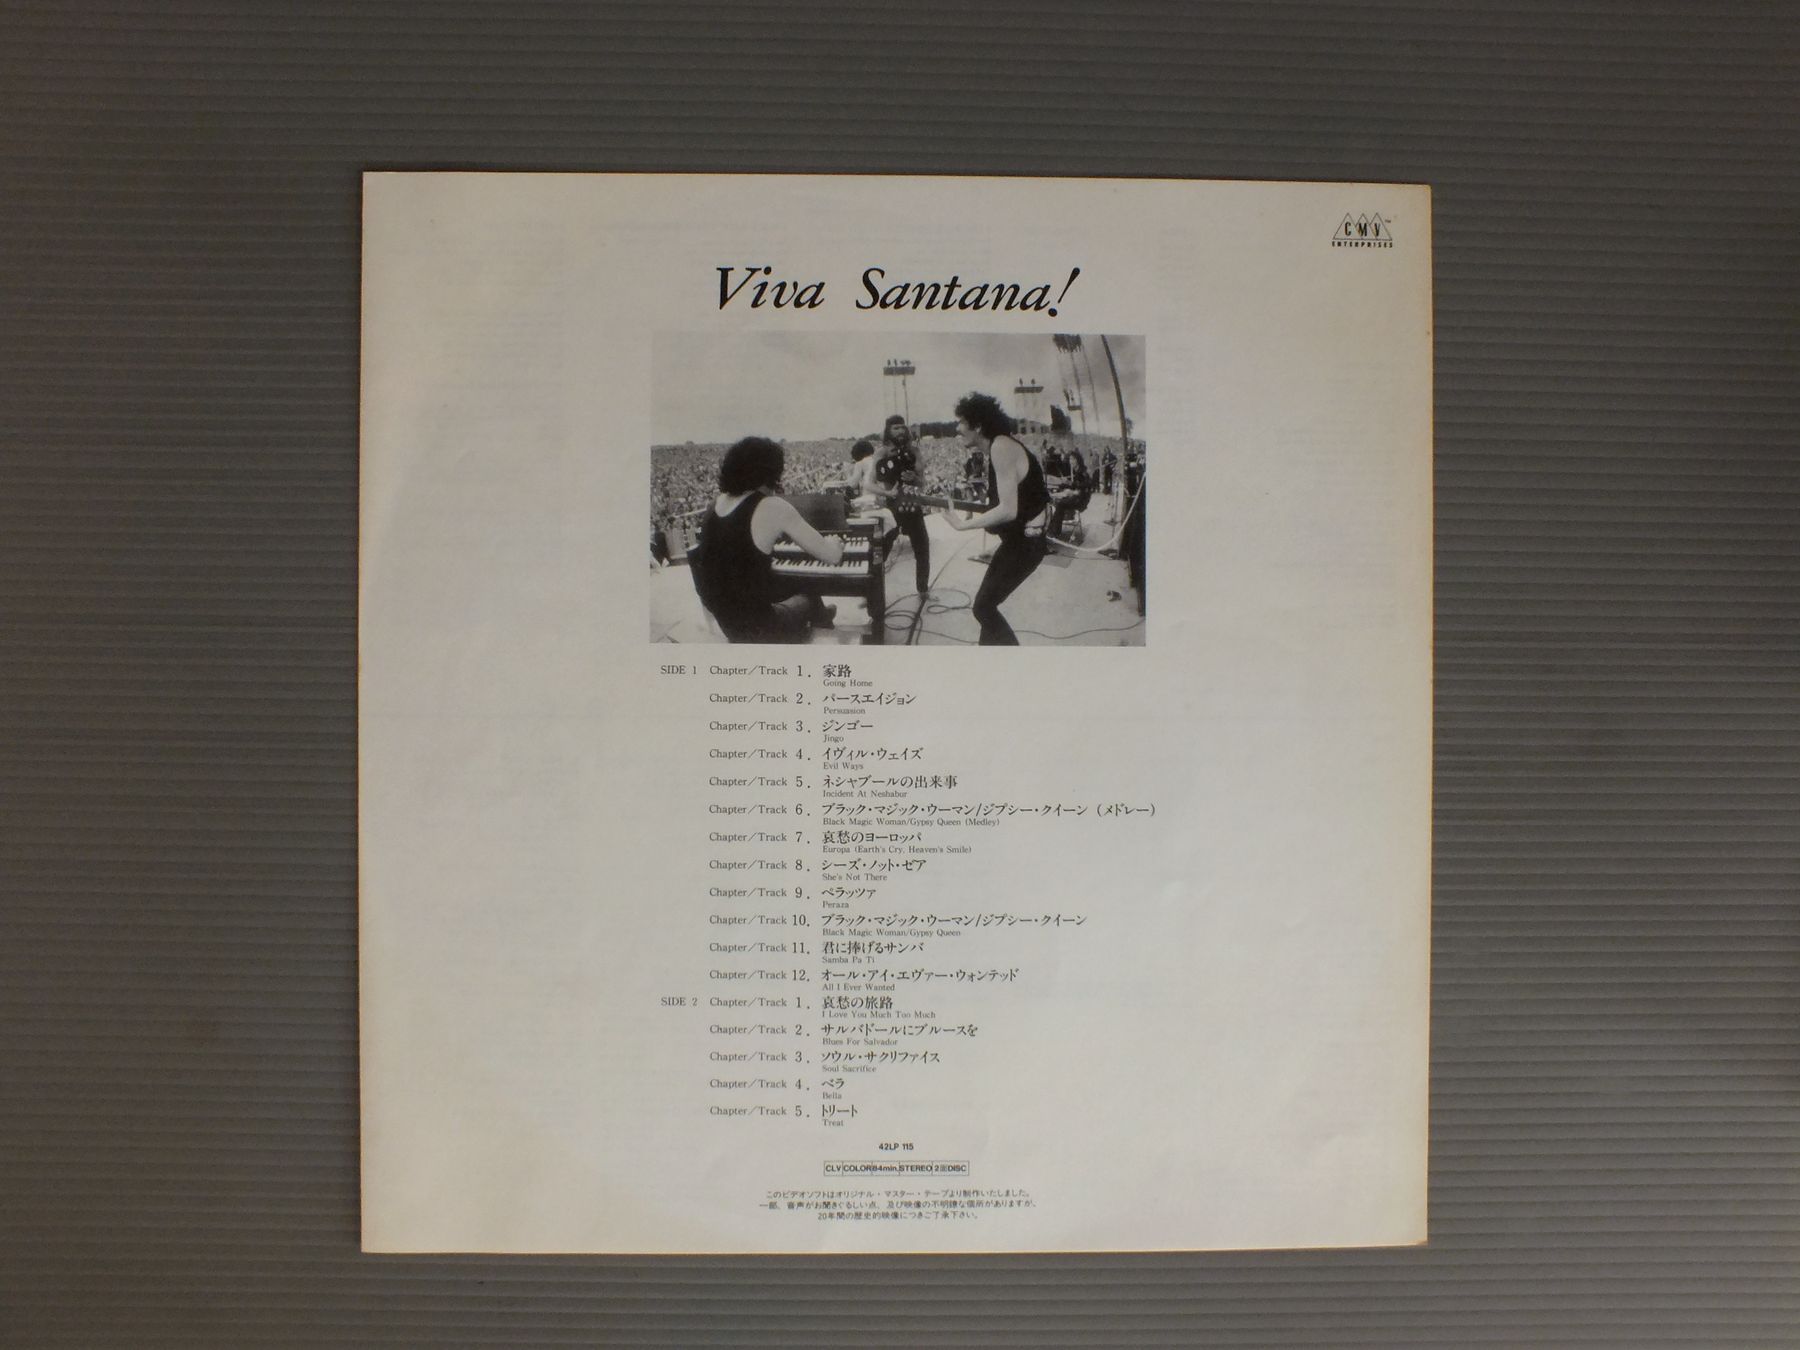 CMV™
ENTERPRISES
Viva Santana!
SIDE 1 Chapter／Track 1. 家路
Going Home
Chapter／Track 2. パースエイジョン
Persuasion
Chapter／Track 3. ジンゴー
Jingo
Chapter／Track 4. イヴィル・ウェイズ
Evil Ways
Chapter／Track 5. ネシャブールの出来事
Incident At Neshabur
Chapter／Track 6. ブラック・マジック・ウーマン/ジプシー・クイーン（メドレー）
Black Magic Woman/Gypsy Queen (Medley)
Chapter／Track 7. 哀愁のヨーロッパ
Europa (Earth's Cry, Heaven's Smile)
Chapter／Track 8. シーズ・ノット・ゼア
She's Not There
Chapter／Track 9. ペラッツァ
Peraza
Chapter／Track 10. ブラック・マジック・ウーマン/ジプシー・クイーン
Black Magic Woman/Gypsy Queen
Chapter／Track 11. 君に捧げるサンバ
Samba Pa Ti
Chapter／Track 12. オール・アイ・エヴァー・ウォンテッド
All I Ever Wanted
SIDE 2 Chapter／Track 1. 哀愁の旅路
I Love You Much Too Much
Chapter／Track 2. サルバドールにブルースを
Blues For Salvador
Chapter／Track 3. ソウル・サクリファイス
Soul Sacrifice
Chapter／Track 4. ベラ
Bella
Chapter／Track 5. トリート
Treat
42LP 115
CLV COLOR 84min. STEREO 2面DISC
このビデオソフトはオリジナル・マスター・テープより制作いたしました。
一部、音声がお聞きぐるしい点、及び映像の不明瞭な個所がありますが、
20年間の歴史的映像につきご了承下さい。